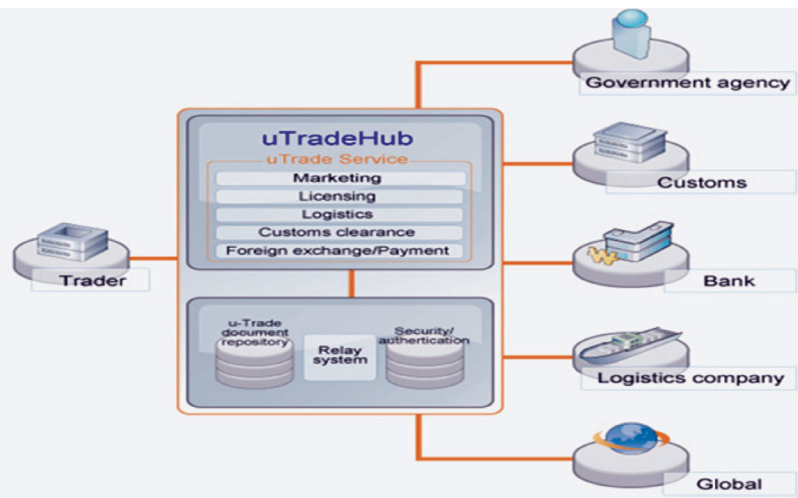 uTradeHub
uTrade Service
Marketing
Licensing
Logistics
Customs clearance
Foreign exchange/Payment
Trader
u-Trade
document
repository
Relay
system
Security/
authertication
Government agency
Customs
₩
Bank
Logistics company
Global